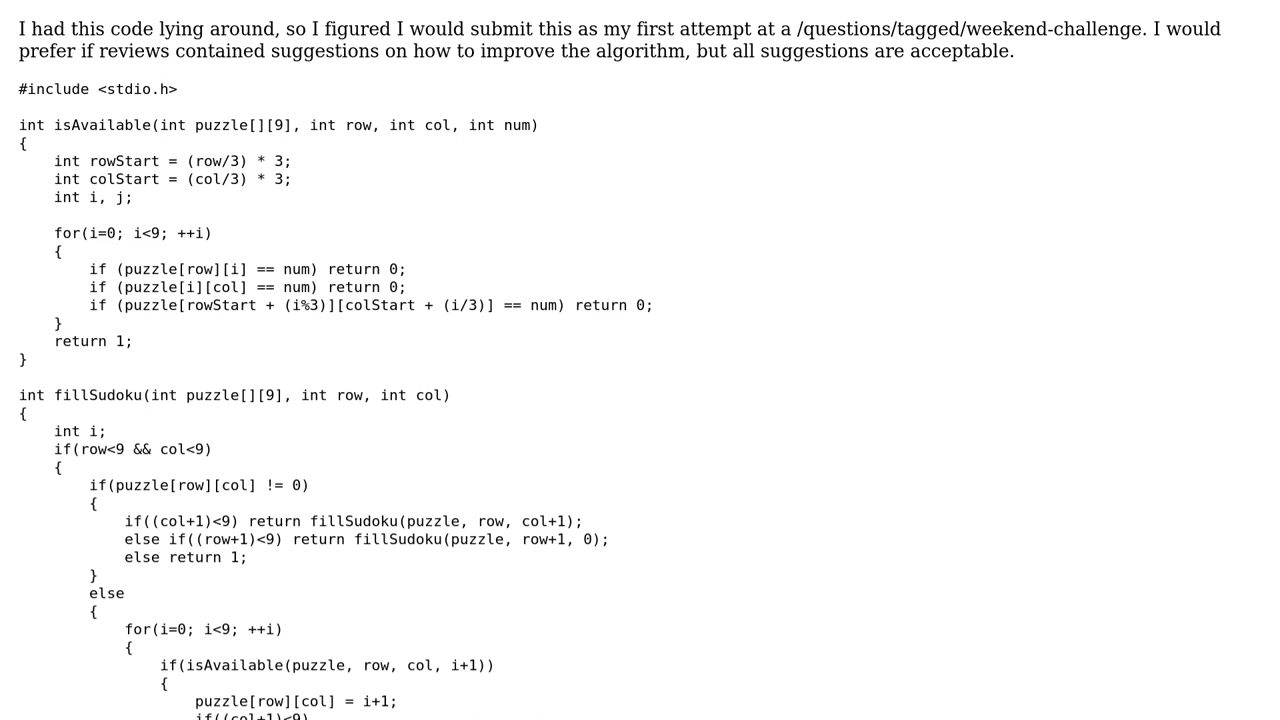 I had this code lying around, so I figured I would submit this as my first attempt at a /questions/tagged/weekend-challenge. I would
prefer if reviews contained suggestions on how to improve the algorithm, but all suggestions are acceptable.
#include <stdio.h>
int isAvailable(int puzzle[][9], int row, int col, int num)
{
    int rowStart = (row/3) * 3;
    int colStart = (col/3) * 3;
    int i, j;
    for(i=0; i<9; ++i)
    {
        if (puzzle[row][i] == num) return 0;
        if (puzzle[i][col] == num) return 0;
        if (puzzle[rowStart + (i%3)][colStart + (i/3)] == num) return 0;
    }
    return 1;
}
int fillSudoku(int puzzle[][9], int row, int col)
{
    int i;
    if(row<9 && col<9)
    {
        if(puzzle[row][col] != 0)
        {
            if((col+1)<9) return fillSudoku(puzzle, row, col+1);
            else if((row+1)<9) return fillSudoku(puzzle, row+1, 0);
            else return 1;
        }
        else
        {
            for(i=0; i<9; ++i)
            {
                if(isAvailable(puzzle, row, col, i+1))
                {
                    puzzle[row][col] = i+1;
                    if((col+1)<9)